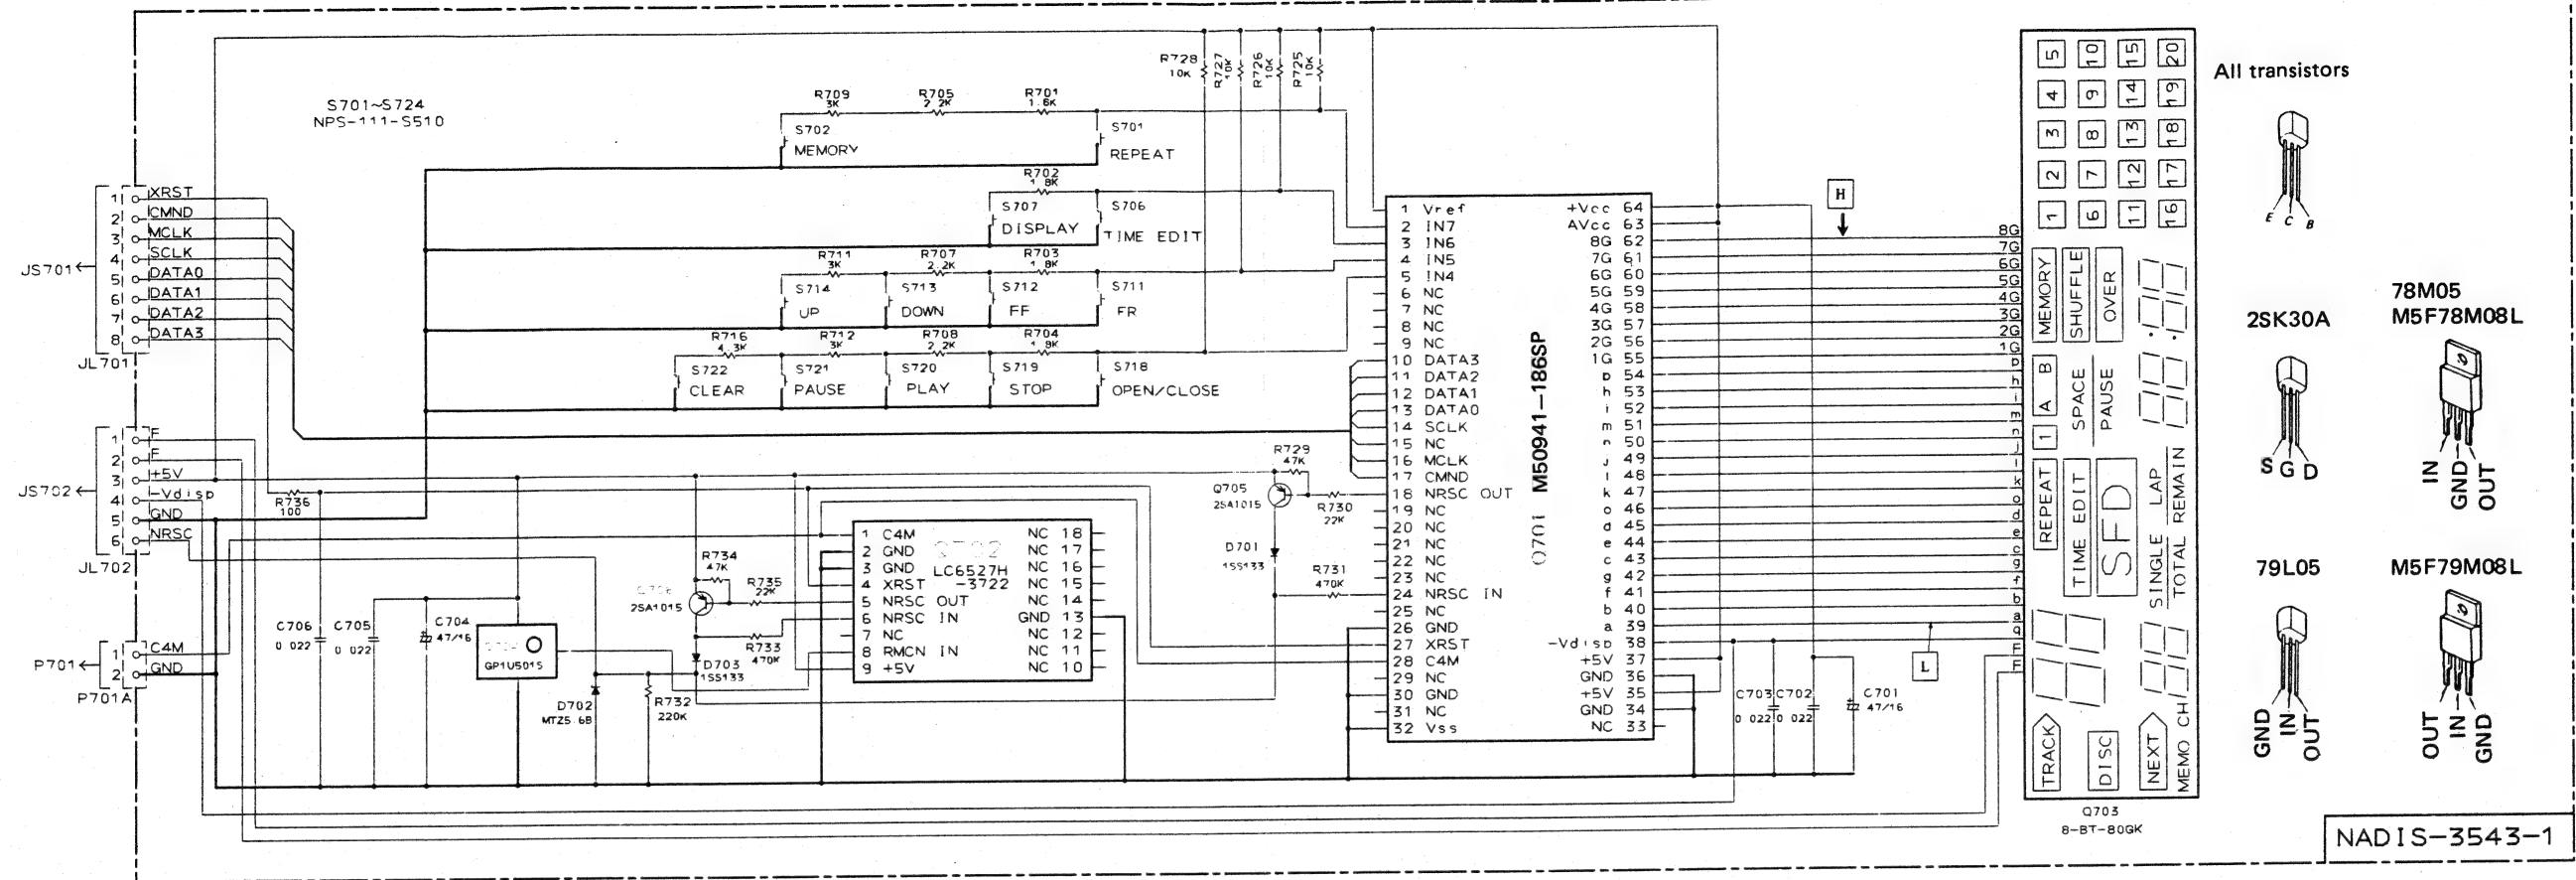 S701~S724
NPS-111-S510
R728
10K
R727
10K
R726
10K
R725
10K
R709
3K
R705
2.2K
R701
1.6K
S702
MEMORY
S701
REPEAT
R702
1.8K
S707
DISPLAY
S706
TIME EDIT
R711
3K
R707
2.2K
R703
1.8K
S714
UP
S713
DOWN
S712
FF
S711
FR
R716
4.3K
R712
3K
R708
2.2K
R704
1.8K
S722
CLEAR
S721
PAUSE
S720
PLAY
S719
STOP
S718
OPEN/CLOSE
JS701
1 XRST
2 CMND
3 MCLK
4 SCLK
5 DATA0
6 DATA1
7 DATA2
8 DATA3
JL701
JS702
1 F
2 F
3 +5V
4 -Vdisp
5 GND
6 NRSC
JL702
P701
1 C4M
2 GND
P701A
R736
100
C706
0.022
C705
0.022
C704
47/16
GP1U501S
R734
47K
2SA1015
R735
22K
R733
470K
D703
1SS133
D702
MTZ5.6B
R732
220K
Q702
LC6527H
-3722
1 C4M
2 GND
3 GND
4 XRST
5 NRSC OUT
6 NRSC IN
7 NC
8 RMCN IN
9 +5V
NC 18
NC 17
NC 16
NC 15
NC 14
GND 13
NC 12
NC 11
NC 10
R729
47K
Q705
2SA1015
R730
22K
D701
1SS133
R731
470K
Q701 M50941-186SP
1 Vref
2 IN7
3 IN6
4 IN5
5 IN4
6 NC
7 NC
8 NC
9 NC
10 DATA3
11 DATA2
12 DATA1
13 DATA0
14 SCLK
15 NC
16 MCLK
17 CMND
18 NRSC OUT
19 NC
20 NC
21 NC
22 NC
23 NC
24 NRSC IN
25 NC
26 GND
27 XRST
28 C4M
29 NC
30 GND
31 NC
32 Vss
+Vcc 64
AVcc 63
8G 62
7G 61
6G 60
5G 59
4G 58
3G 57
2G 56
1G 55
p 54
h 53
i 52
m 51
n 50
j 49
l 48
k 47
o 46
d 45
e 44
c 43
g 42
f 41
b 40
a 39
-Vdisp 38
+5V 37
GND 36
+5V 35
GND 34
NC 33
C703
0.022
C702
0.022
C701
47/16
H
L
8G
7G
6G
5G
4G
3G
2G
1G
p
h
i
m
n
j
l
k
o
d
e
c
g
f
b
a
q
F
F
5 10 15 20
4 9 14 19
3 8 13 18
2 7 12 17
1 6 11 16
MEMORY
SHUFFLE
OVER
1 A B
SPACE
PAUSE
REPEAT
TIME EDIT
SFD
SINGLE LAP
TOTAL REMAIN
TRACK
DISC
NEXT
MEMO CH
Q703
8-BT-80GK
All transistors
E C B
2SK30A
S G D
78M05
M5F78M08L
IN
GND
OUT
79L05
GND
IN
OUT
M5F79M08L
OUT
IN
GND
NADIS-3543-1